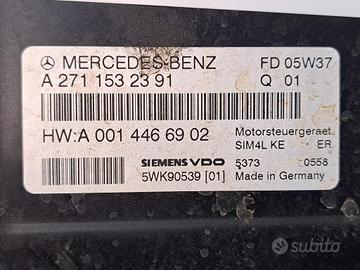 MERCEDES-BENZ FD 05W37
A 271 153 23 91 Q 01
HW:A 001 446 69 02 Motorsteuergeraet
SIM4L KE ER
SIEMENS VDO 5373 0558
5WK90539 [01] Made in Germany
subito